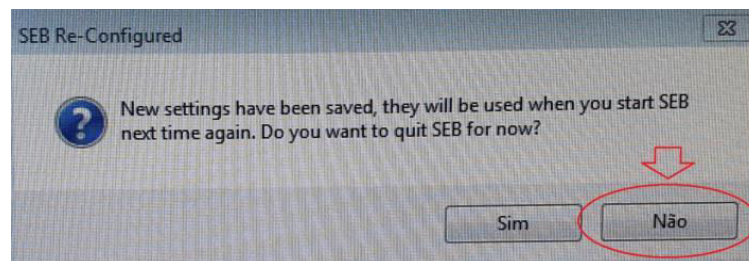 SEB Re-Configured
New settings have been saved, they will be used when you start SEB
next time again. Do you want to quit SEB for now?
Sim
Não